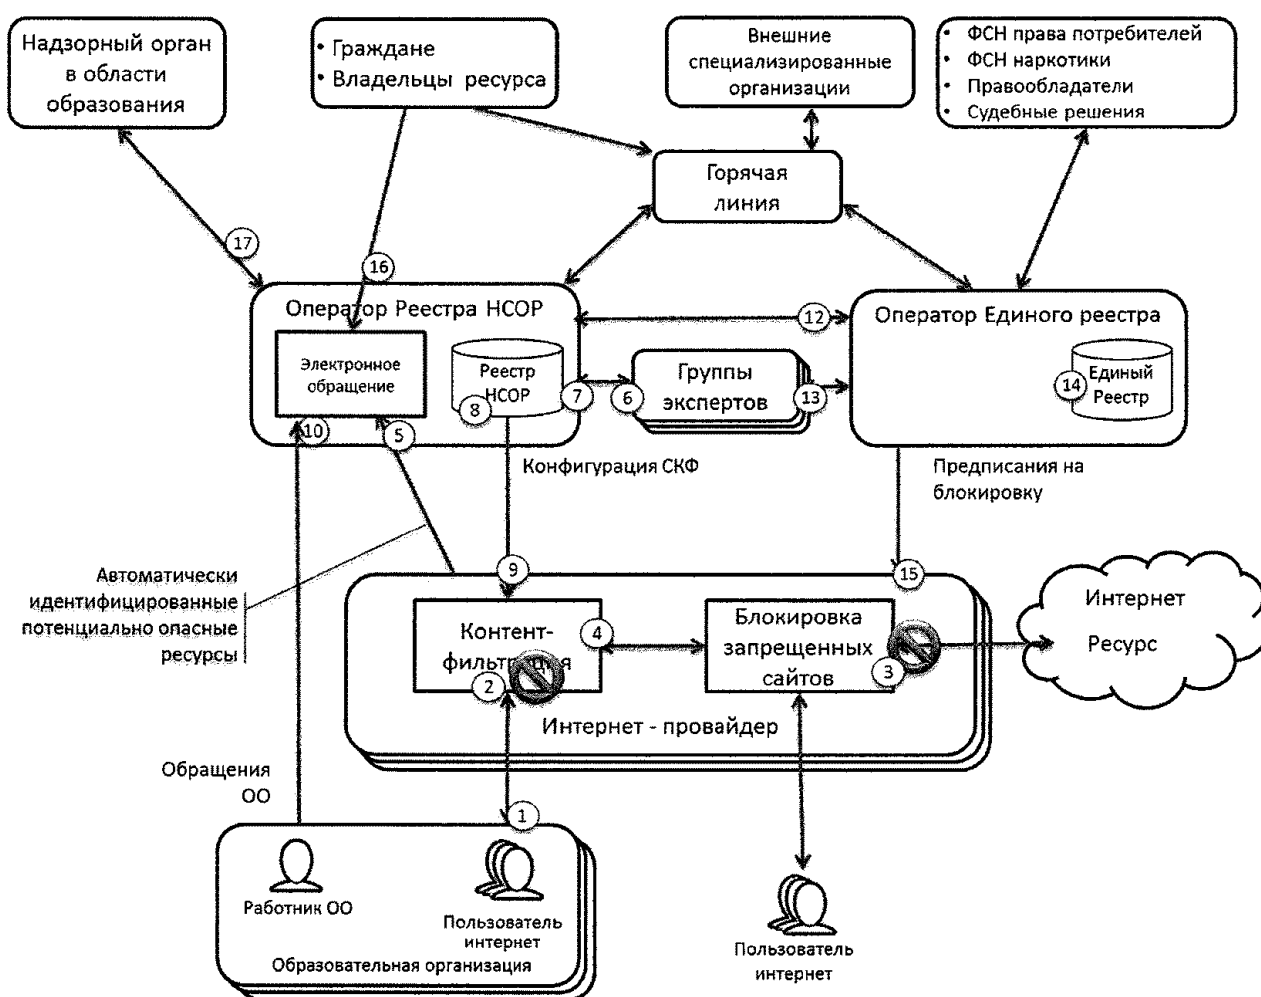 Надзорный орган
в области
образования
• Граждане
• Владельцы ресурса
Внешние
специализированные
организации
• ФСН права потребителей
• ФСН наркотики
• Правообладатели
• Судебные решения
Горячая
линия
17
16
Оператор Реестра НСОР
12
Оператор Единого реестра
Электронное
обращение
Реестр
НСОР
8
7
6
Группы
экспертов
13
14
Единый
Реестр
10
5
Конфигурация СКФ
Предписания на
блокировку
Автоматически
идентифицированные
потенциально опасные
ресурсы
9
15
Контент-
фильтрация
2
4
Блокировка
запрещенных
сайтов
3
Интернет
Ресурс
Интернет - провайдер
Обращения
ОО
1
Работник ОО
Пользователь
интернет
Образовательная организация
Пользователь
интернет